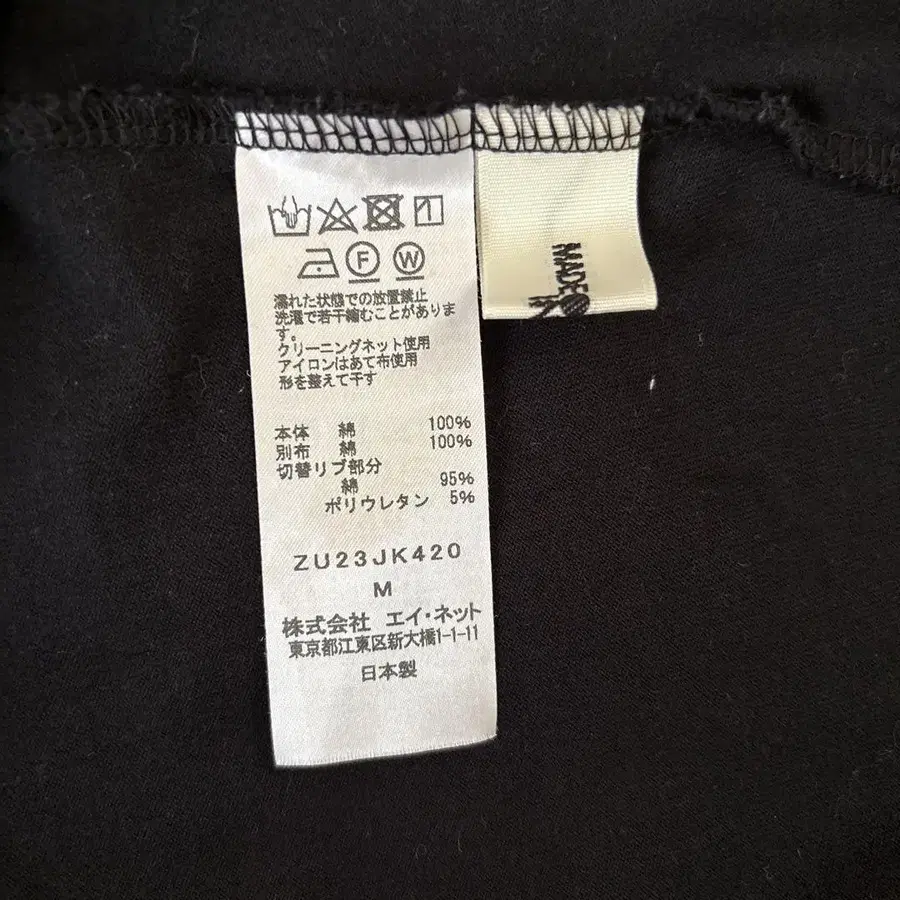 F W
濡れた状態での放置禁止
洗濯で若干縮むことがありま
す。
クリーニングネット使用
アイロンはあて布使用
形を整えて干す
本体 綿 100%
別布 綿 100%
切替リブ部分
綿 95%
ポリウレタン 5%
ZU23JK420
M
株式会社 エイ・ネット
東京都江東区新大橋1-1-11
日本製
MADE